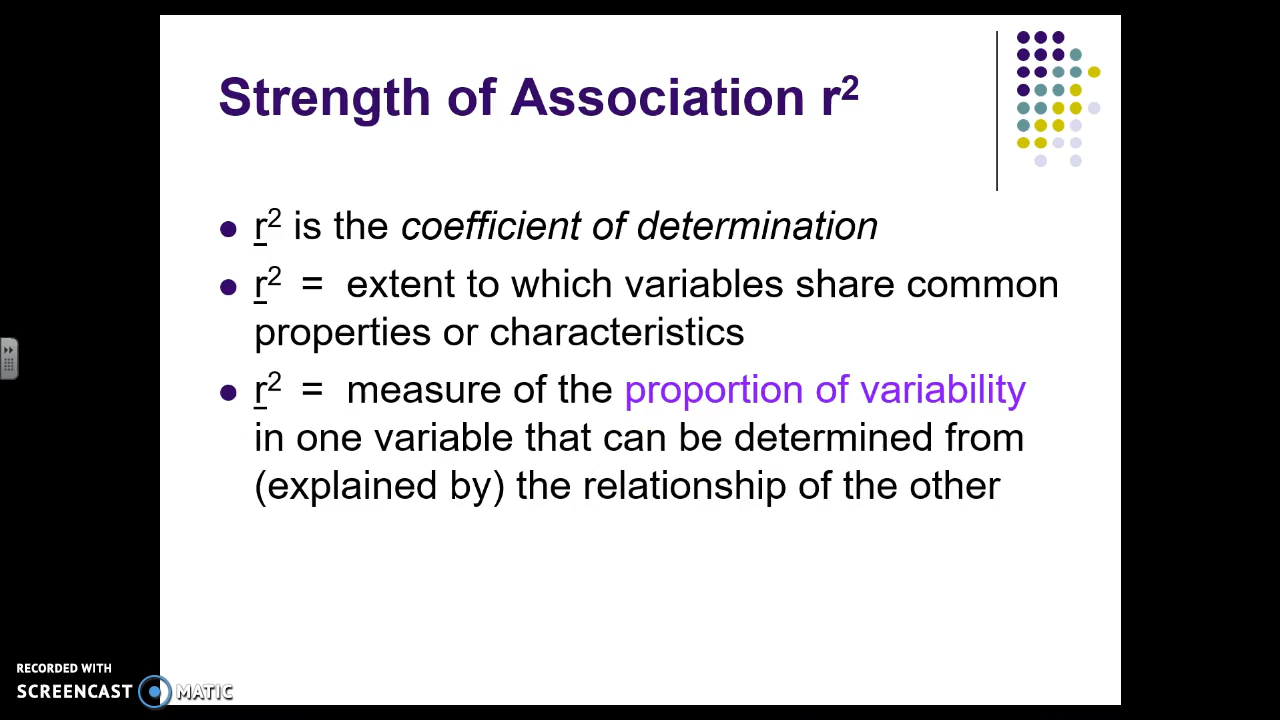 Strength of Association r²
• r² is the coefficient of determination
• r² = extent to which variables share common
properties or characteristics
• r² = measure of the proportion of variability
in one variable that can be determined from
(explained by) the relationship of the other
RECORDED WITH
SCREENCAST MATIC